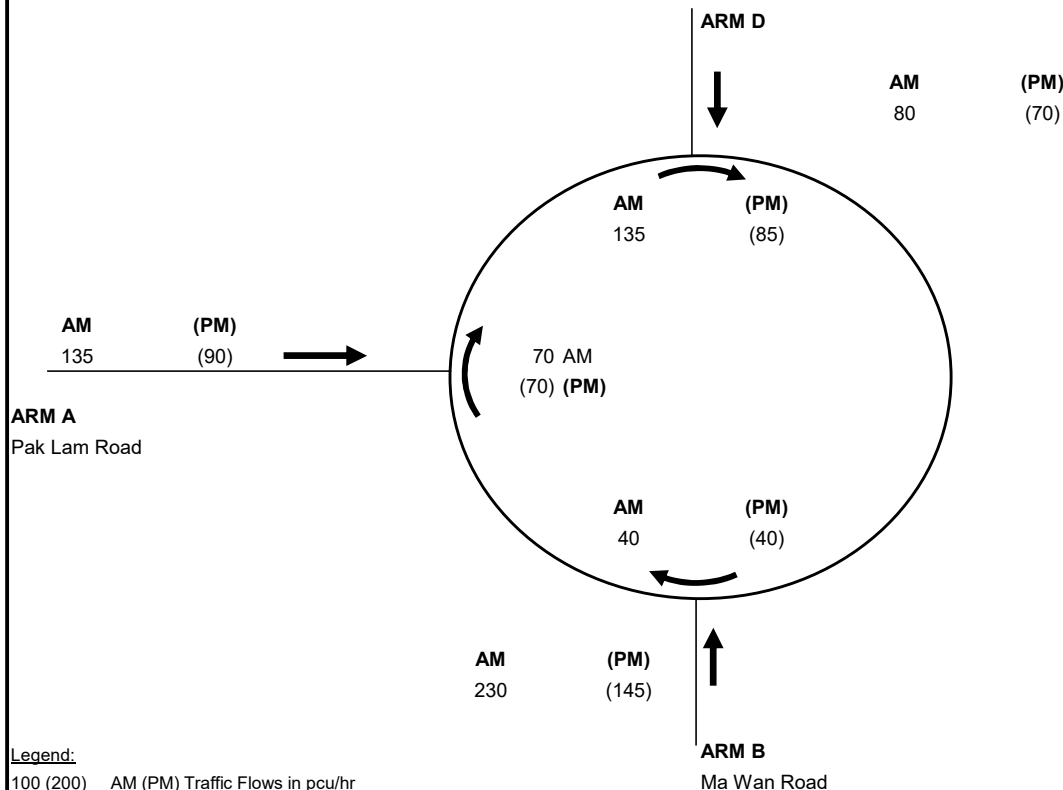 ARM D
AM (PM)
80 (70)
AM (PM)
135 (85)
AM (PM)
135 (90)
70 AM
(70) (PM)
ARM A
Pak Lam Road
AM (PM)
40 (40)
AM (PM)
230 (145)
ARM B
Ma Wan Road
Legend:
100 (200) AM (PM) Traffic Flows in pcu/hr